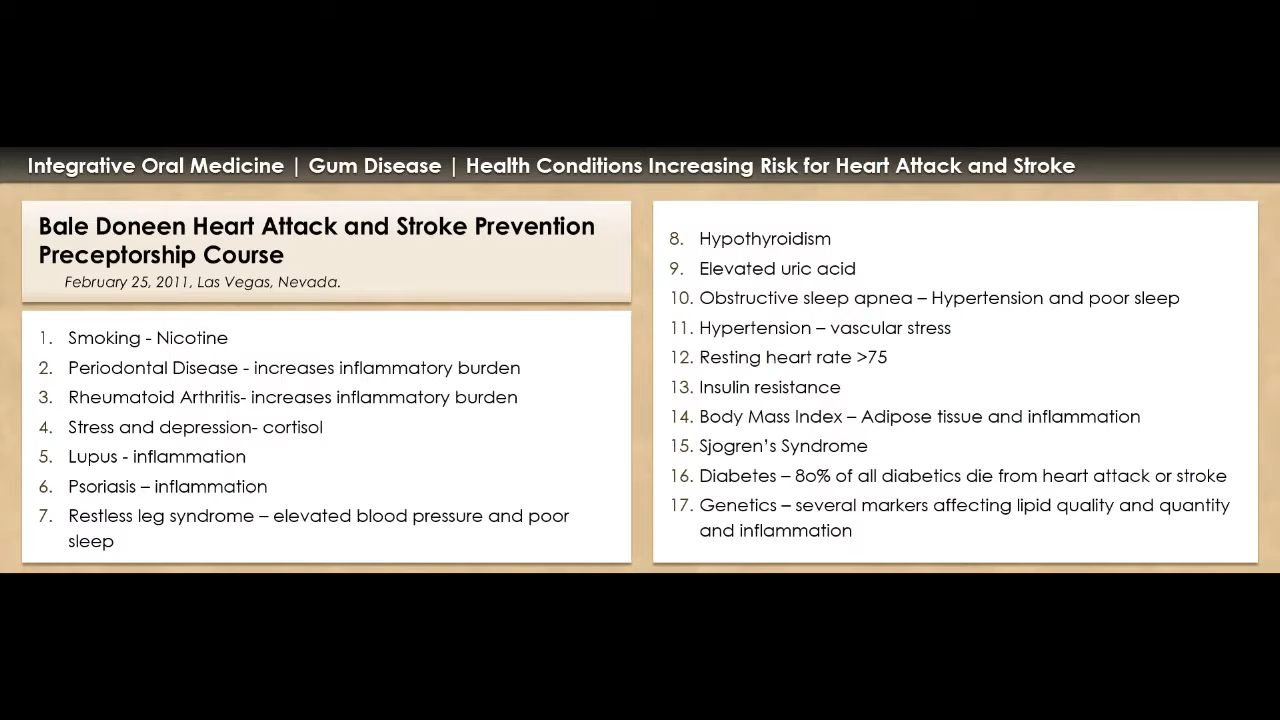 Integrative Oral Medicine | Gum Disease | Health Conditions Increasing Risk for Heart Attack and Stroke
Bale Doneen Heart Attack and Stroke Prevention
Preceptorship Course
February 25, 2011, Las Vegas, Nevada.
1. Smoking - Nicotine
2. Periodontal Disease - increases inflammatory burden
3. Rheumatoid Arthritis- increases inflammatory burden
4. Stress and depression- cortisol
5. Lupus - inflammation
6. Psoriasis – inflammation
7. Restless leg syndrome – elevated blood pressure and poor
sleep
8. Hypothyroidism
9. Elevated uric acid
10. Obstructive sleep apnea – Hypertension and poor sleep
11. Hypertension – vascular stress
12. Resting heart rate >75
13. Insulin resistance
14. Body Mass Index – Adipose tissue and inflammation
15. Sjogren's Syndrome
16. Diabetes – 8o% of all diabetics die from heart attack or stroke
17. Genetics – several markers affecting lipid quality and quantity
and inflammation